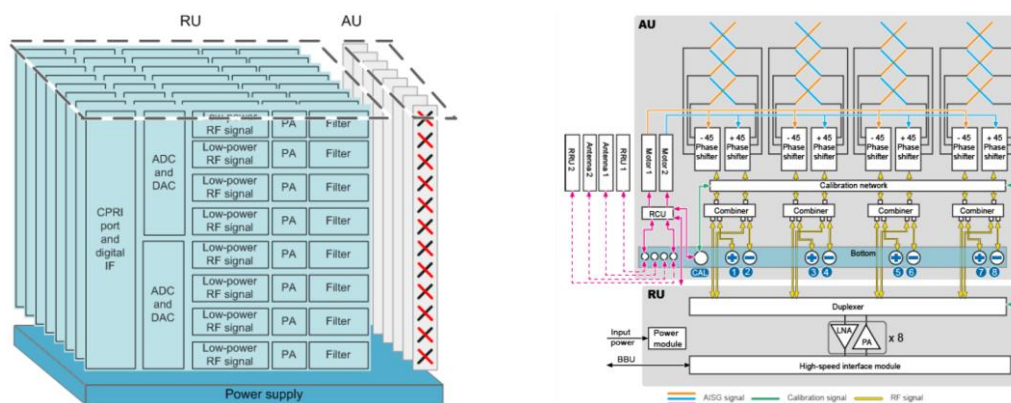 RU
AU
CPRI
port
and
digital
IF
ADC
and
DAC
ADC
and
DAC
Low-power
RF signal
PA
Filter
Low-power
RF signal
PA
Filter
Low-power
RF signal
PA
Filter
Low-power
RF signal
PA
Filter
Low-power
RF signal
PA
Filter
Low-power
RF signal
PA
Filter
Low-power
RF signal
PA
Filter
Low-power
RF signal
PA
Filter
Power supply
AU
- 45
Phase
shifter
+ 45
Phase
shifter
- 45
Phase
shifter
+ 45
Phase
shifter
- 45
Phase
shifter
+ 45
Phase
shifter
- 45
Phase
shifter
+ 45
Phase
shifter
RRU 2
Antenna 2
Antenna 1
RRU 1
Motor 1
Motor 2
Calibration network
RCU
Combiner
Combiner
Combiner
Combiner
Bottom
CAL
1
2
3
4
5
6
7
8
RU
Duplexer
Input
power
Power
module
LNA
PA
x 8
BBU
High-speed interface module
AISG signal
Calibration signal
RF signal